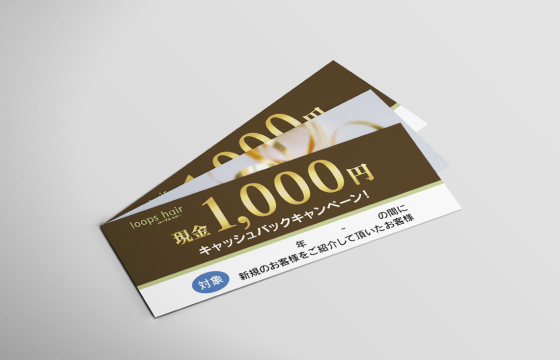 loops hair
現金1,000円
キャッシュバックキャンペーン!
年 ~ の間に
対象 新規のお客様をご紹介して頂いたお客様
000円